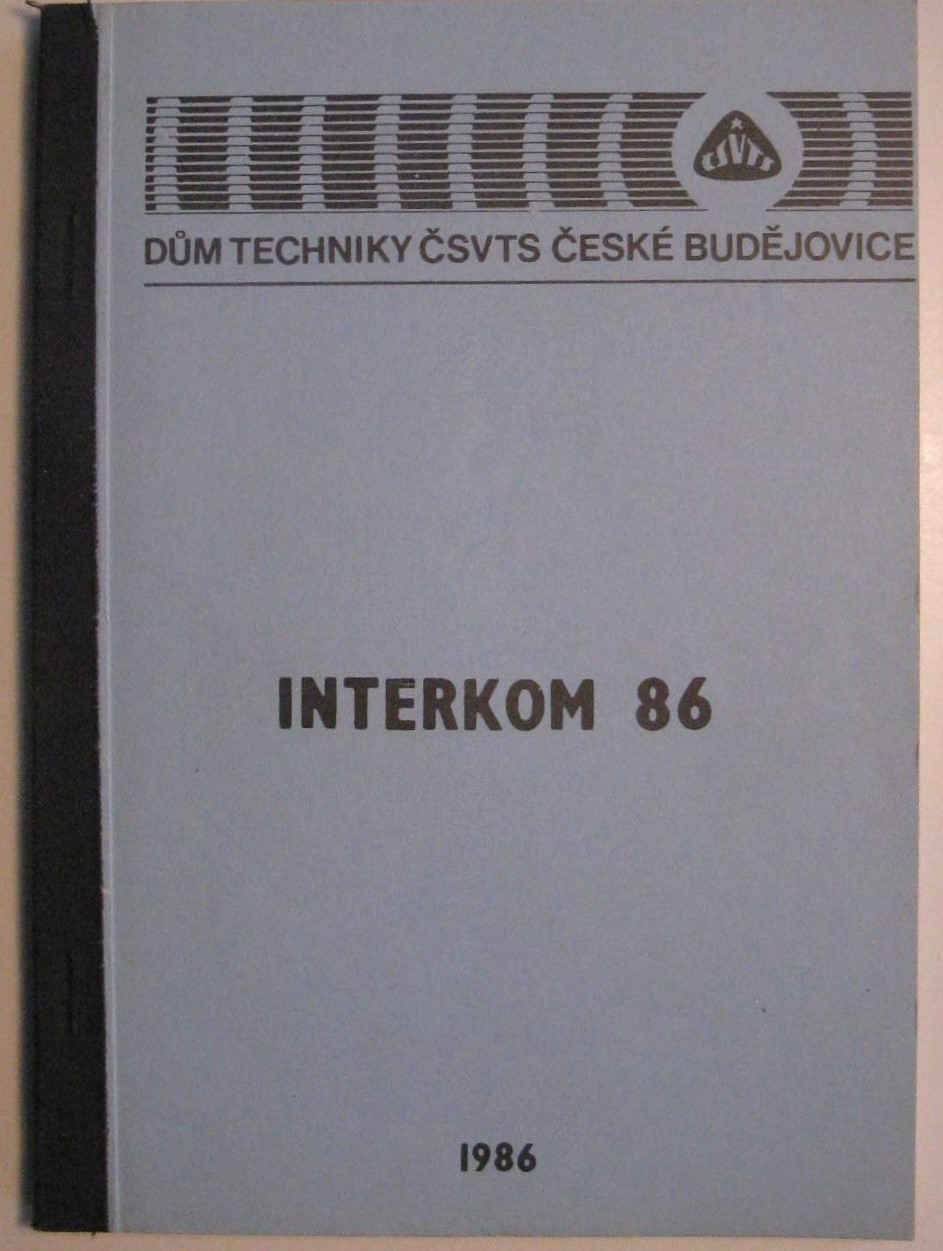 ČSVTS
DŮM TECHNIKY ČSVTS ČESKÉ BUDĚJOVICE
INTERKOM 86
1986